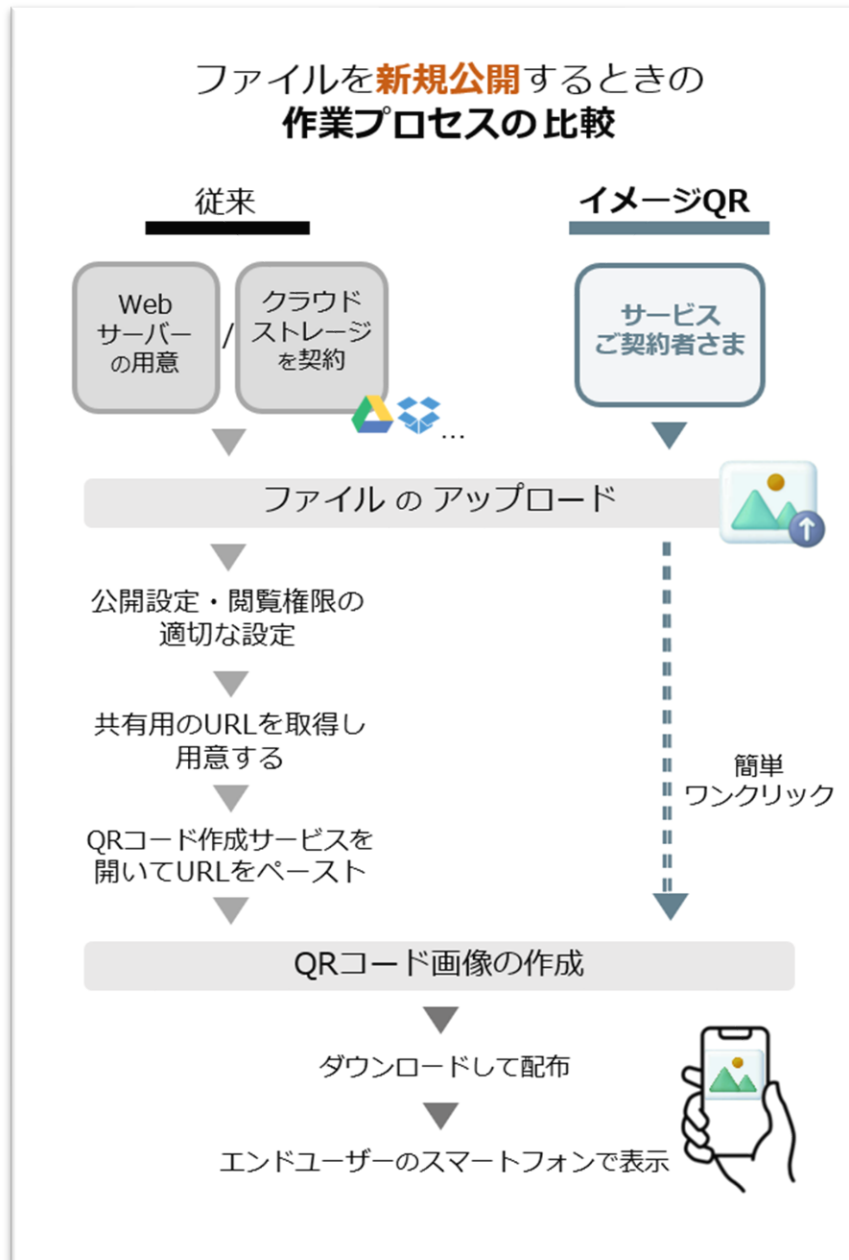 ファイルを新規公開するときの
作業プロセスの比較
従来
イメージQR
Web
サーバー
の用意
/
クラウド
ストレージ
を契約
...
サービス
ご契約者さま
ファイル の アップロード
公開設定・閲覧権限の
適切な設定
共有用のURLを取得し
用意する
QRコード作成サービスを
開いてURLをペースト
簡単
ワンクリック
QRコード画像の作成
ダウンロードして配布
エンドユーザーのスマートフォンで表示